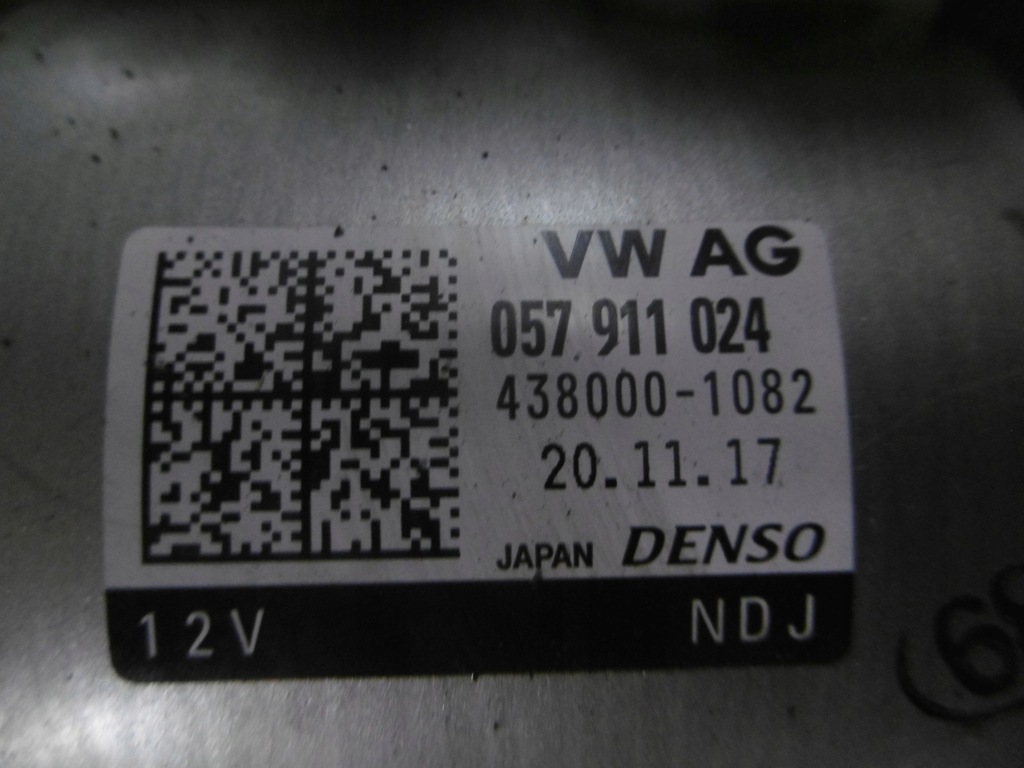 VW AG
057 911 024
438000-1082
20.11.17
JAPAN DENSO
12V NDJ